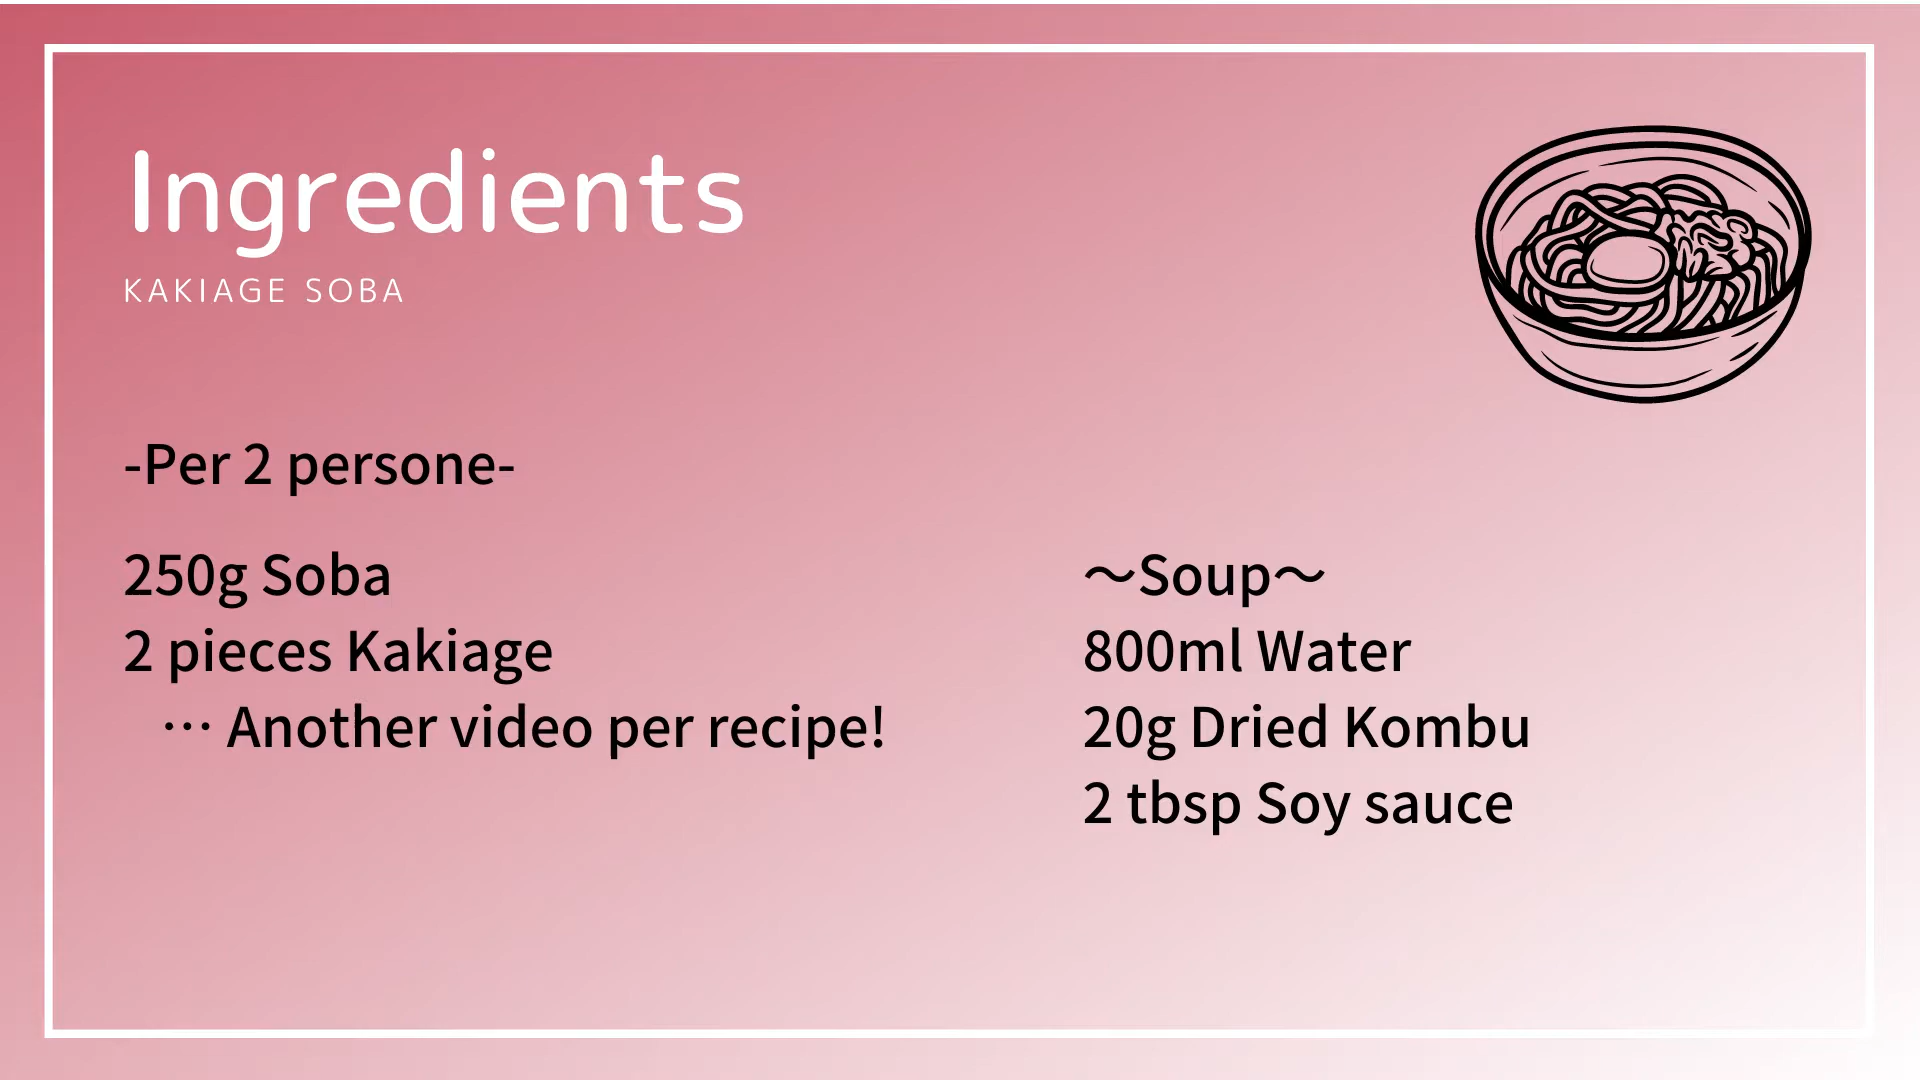 Ingredients
KAKIAGE SOBA
-Per 2 persone-
250g Soba
2 pieces Kakiage
… Another video per recipe!
～Soup～
800ml Water
20g Dried Kombu
2 tbsp Soy sauce